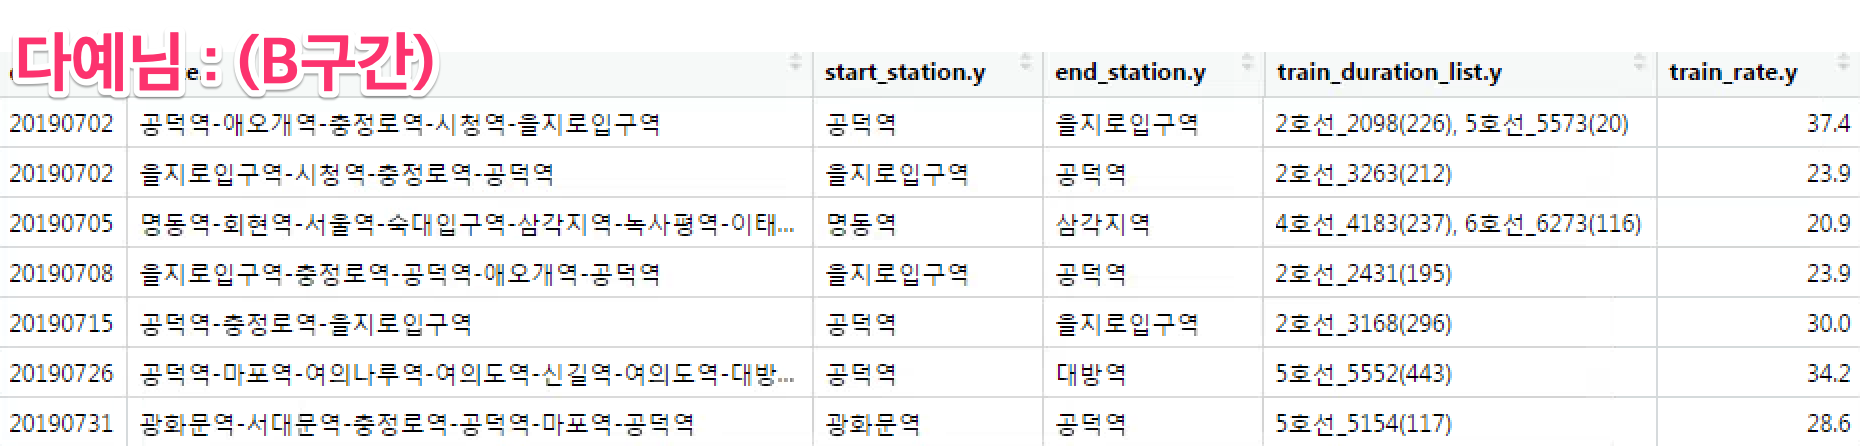 다예님 : (B구간)
start_station.y end_station.y train_duration_list.y train_rate.y
20190702 공덕역-애오개역-충정로역-시청역-을지로입구역 공덕역 을지로입구역 2호선_2098(226), 5호선_5573(20) 37.4
20190702 을지로입구역-시청역-충정로역-공덕역 을지로입구역 공덕역 2호선_3263(212) 23.9
20190705 명동역-회현역-서울역-숙대입구역-삼각지역-녹사평역-이태... 명동역 삼각지역 4호선_4183(237), 6호선_6273(116) 20.9
20190708 을지로입구역-충정로역-공덕역-애오개역-공덕역 을지로입구역 공덕역 2호선_2431(195) 23.9
20190715 공덕역-충정로역-을지로입구역 공덕역 을지로입구역 2호선_3168(296) 30.0
20190726 공덕역-마포역-여의나루역-여의도역-신길역-여의도역-대방... 공덕역 대방역 5호선_5552(443) 34.2
20190731 광화문역-서대문역-충정로역-공덕역-마포역-공덕역 광화문역 공덕역 5호선_5154(117) 28.6